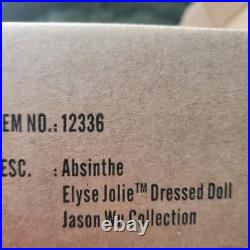 EM NO.: 12336
ESC. : Absinthe
Elyse Jolie™ Dressed Doll
Jason Wu Collection